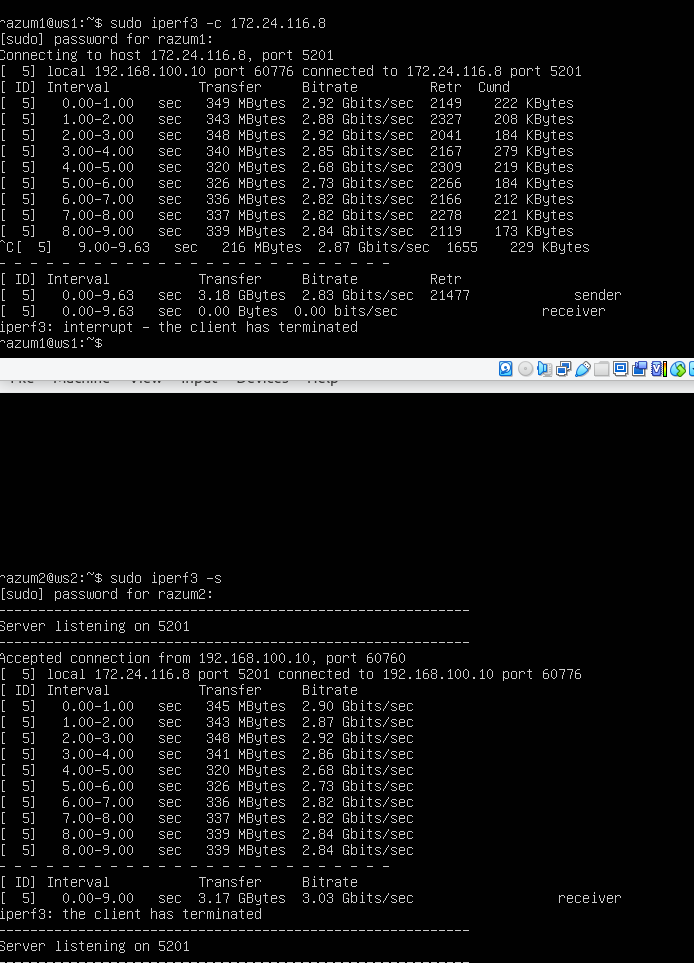 razum1@ws1:~$ sudo iperf3 -c 172.24.116.8
[sudo] password for razum1:
Connecting to host 172.24.116.8, port 5201
[  5] local 192.168.100.10 port 60776 connected to 172.24.116.8 port 5201
[ ID] Interval           Transfer     Bitrate         Retr  Cwnd
[  5]   0.00-1.00   sec   349 MBytes  2.92 Gbits/sec  2149    222 KBytes
[  5]   1.00-2.00   sec   343 MBytes  2.88 Gbits/sec  2327    208 KBytes
[  5]   2.00-3.00   sec   348 MBytes  2.92 Gbits/sec  2041    184 KBytes
[  5]   3.00-4.00   sec   340 MBytes  2.85 Gbits/sec  2167    279 KBytes
[  5]   4.00-5.00   sec   320 MBytes  2.68 Gbits/sec  2309    219 KBytes
[  5]   5.00-6.00   sec   326 MBytes  2.73 Gbits/sec  2266    184 KBytes
[  5]   6.00-7.00   sec   336 MBytes  2.82 Gbits/sec  2166    212 KBytes
[  5]   7.00-8.00   sec   337 MBytes  2.82 Gbits/sec  2278    221 KBytes
[  5]   8.00-9.00   sec   339 MBytes  2.84 Gbits/sec  2119    173 KBytes
^C[  5]   9.00-9.63   sec   216 MBytes  2.87 Gbits/sec  1655    229 KBytes
- - - - - - - - - - - - - - - - - - - - - - - - -
[ ID] Interval           Transfer     Bitrate         Retr
[  5]   0.00-9.63   sec  3.18 GBytes  2.83 Gbits/sec  21477             sender
[  5]   0.00-9.63   sec  0.00 Bytes  0.00 bits/sec                  receiver
iperf3: interrupt - the client has terminated
razum1@ws1:~$
File Machine View Input Devices Help
razum2@ws2:~$ sudo iperf3 -s
[sudo] password for razum2:
-----------------------------------------------------------
Server listening on 5201
-----------------------------------------------------------
Accepted connection from 192.168.100.10, port 60760
[  5] local 172.24.116.8 port 5201 connected to 192.168.100.10 port 60776
[ ID] Interval           Transfer     Bitrate
[  5]   0.00-1.00   sec   345 MBytes  2.90 Gbits/sec
[  5]   1.00-2.00   sec   343 MBytes  2.87 Gbits/sec
[  5]   2.00-3.00   sec   348 MBytes  2.92 Gbits/sec
[  5]   3.00-4.00   sec   341 MBytes  2.86 Gbits/sec
[  5]   4.00-5.00   sec   320 MBytes  2.68 Gbits/sec
[  5]   5.00-6.00   sec   326 MBytes  2.73 Gbits/sec
[  5]   6.00-7.00   sec   336 MBytes  2.82 Gbits/sec
[  5]   7.00-8.00   sec   337 MBytes  2.82 Gbits/sec
[  5]   8.00-9.00   sec   339 MBytes  2.84 Gbits/sec
[  5]   8.00-9.00   sec   339 MBytes  2.84 Gbits/sec
- - - - - - - - - - - - - - - - - - - - - - - - -
[ ID] Interval           Transfer     Bitrate
[  5]   0.00-9.00   sec  3.17 GBytes  3.03 Gbits/sec                  receiver
iperf3: the client has terminated
-----------------------------------------------------------
Server listening on 5201
-----------------------------------------------------------